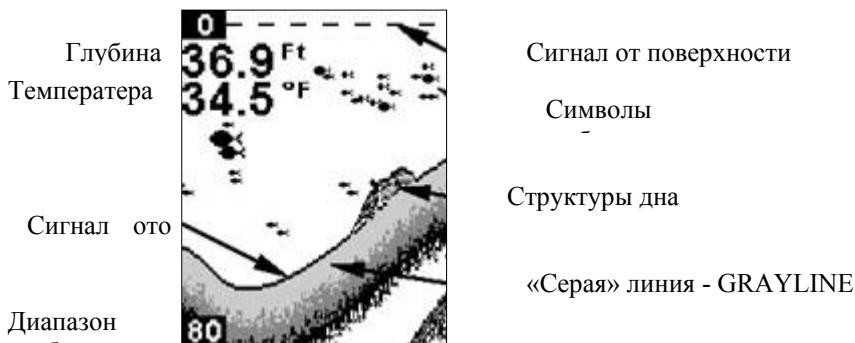 0
Глубина 36.9 Ft
Сигнал от поверхности
Температера 34.5 °F
Символы
Структуры дна
Сигнал ото
«Серая» линия - GRAYLINE
Диапазон
80